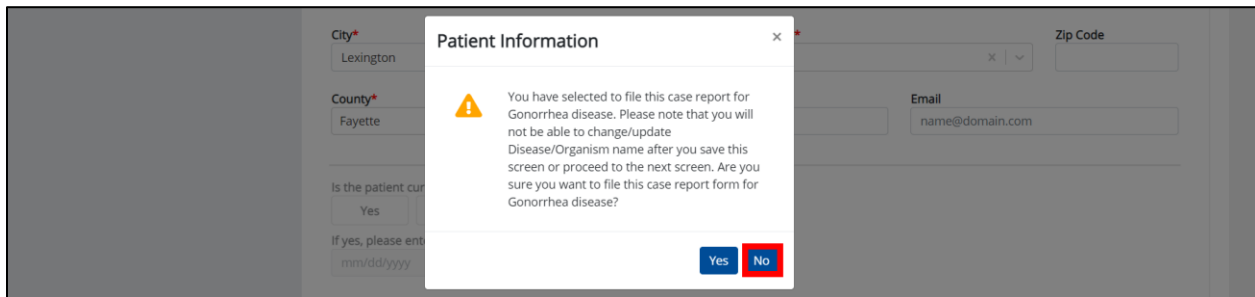 City*
Patient Information
×
*
Zip Code
Lexington
You have selected to file this case report for
Gonorrhea disease. Please note that you will
not be able to change/update
Disease/Organism name after you save this
screen or proceed to the next screen. Are you
sure you want to file this case report form for
Gonorrhea disease?
County*
Email
Fayette
name@domain.com
Is the patient cur
Yes
If yes, please ent
mm/dd/yyyy
Yes
No